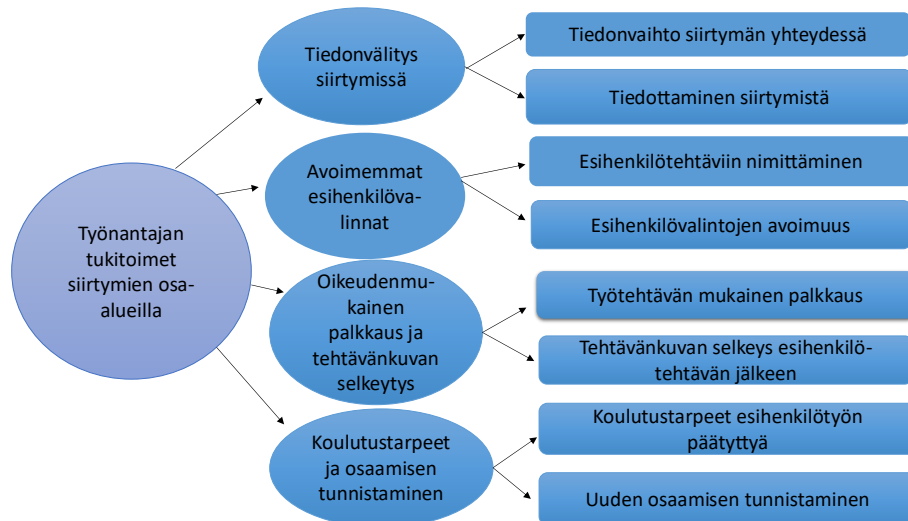 Työnantajan
tukitoimet
siirtymien osa-
alueilla
Tiedonvälitys
siirtymissä
Tiedonvaihto siirtymän yhteydessä
Tiedottaminen siirtymistä
Avoimemmat
esihenkilöva-
linnat
Esihenkilötehtäviin nimittäminen
Esihenkilövalintojen avoimuus
Oikeudenmu-
kainen
palkkaus ja
tehtävänkuvan
selkeytys
Työtehtävän mukainen palkkaus
Tehtävänkuvan selkeys esihenkilö-
tehtävän jälkeen
Koulutustarpeet
ja osaamisen
tunnistaminen
Koulutustarpeet esihenkilötyön
päätyttyä
Uuden osaamisen tunnistaminen